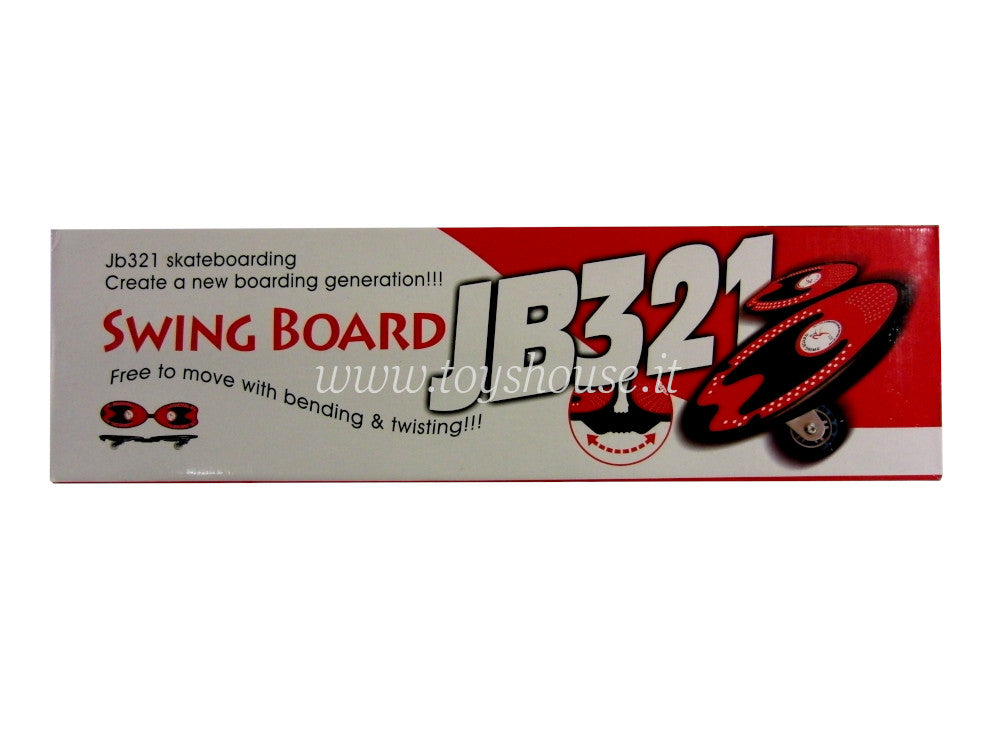 Jb321 skateboarding
Create a new boarding generation!!!
SWING BOARD
JB321
Free to move with bending & twisting!!!
www.toyshouse.it